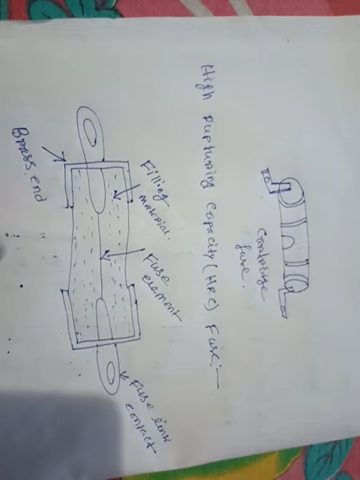 Cartridge
fuse.
High Rupturing Capacity (HRC) Fuse:-
Filling
material.
Fuse
element
Brass end
Fuse link
contact